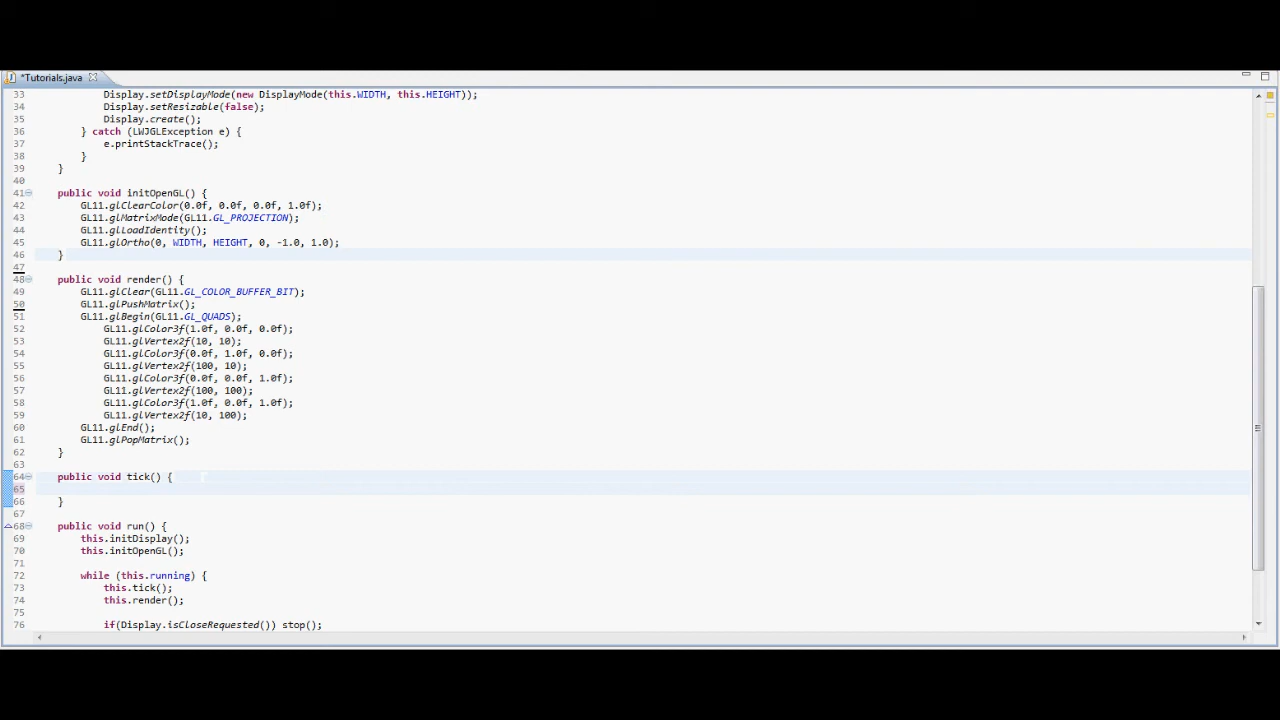 *Tutorials.java
33 Display.setDisplayMode(new DisplayMode(this.WIDTH, this.HEIGHT));
34 Display.setResizable(false);
35 Display.create();
36 } catch (LWJGLException e) {
37 e.printStackTrace();
38 }
39 }
40
41 public void initOpenGL() {
42 GL11.glClearColor(0.0f, 0.0f, 0.0f, 1.0f);
43 GL11.glMatrixMode(GL11.GL_PROJECTION);
44 GL11.glLoadIdentity();
45 GL11.glOrtho(0, WIDTH, HEIGHT, 0, -1.0, 1.0);
46 }
47
48 public void render() {
49 GL11.glClear(GL11.GL_COLOR_BUFFER_BIT);
50 GL11.glPushMatrix();
51 GL11.glBegin(GL11.GL_QUADS);
52 GL11.glColor3f(1.0f, 0.0f, 0.0f);
53 GL11.glVertex2f(10, 10);
54 GL11.glColor3f(0.0f, 1.0f, 0.0f);
55 GL11.glVertex2f(100, 10);
56 GL11.glColor3f(0.0f, 0.0f, 1.0f);
57 GL11.glVertex2f(100, 100);
58 GL11.glColor3f(1.0f, 0.0f, 1.0f);
59 GL11.glVertex2f(10, 100);
60 GL11.glEnd();
61 GL11.glPopMatrix();
62 }
63
64 public void tick() {
65
66 }
67
68 public void run() {
69 this.initDisplay();
70 this.initOpenGL();
71
72 while (this.running) {
73 this.tick();
74 this.render();
75
76 if(Display.isCloseRequested()) stop();